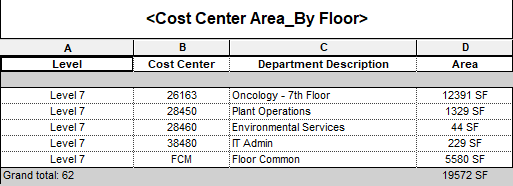 <Cost Center Area_By Floor>
A B C D
Level Cost Center Department Description Area
Level 7 26163 Oncology - 7th Floor 12391 SF
Level 7 28450 Plant Operations 1329 SF
Level 7 28460 Environmental Services 44 SF
Level 7 38480 IT Admin 229 SF
Level 7 FCM Floor Common 5580 SF
Grand total: 62 19572 SF